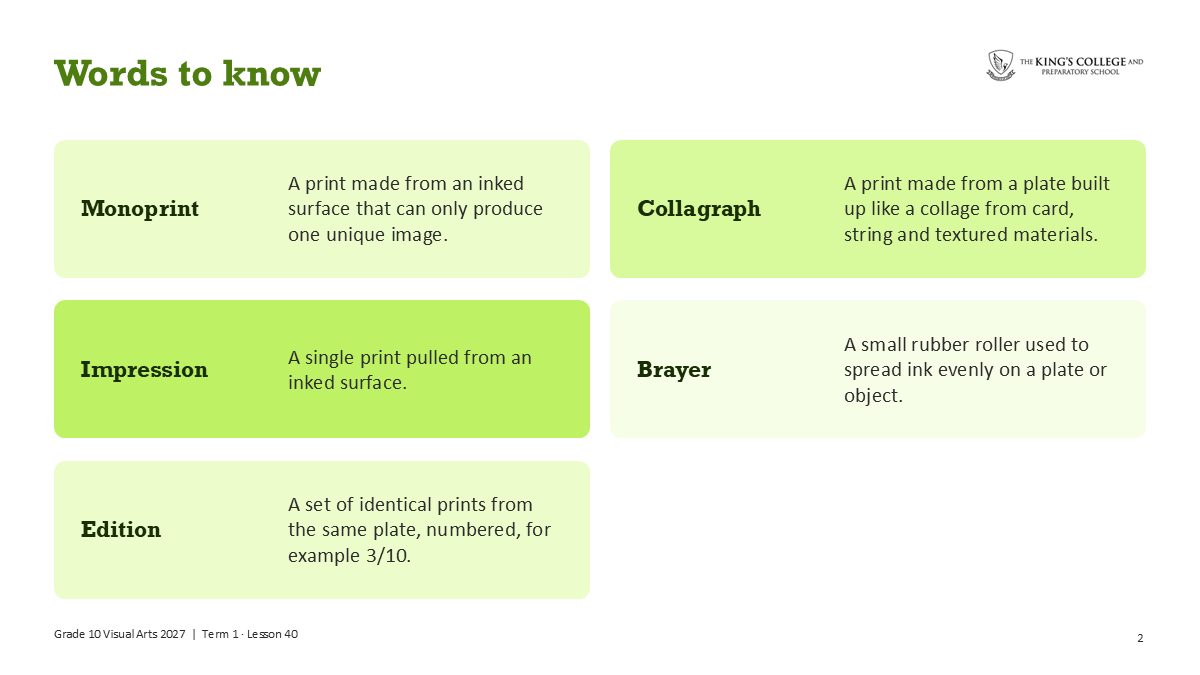 Words to know
THE KING'S COLLEGE AND
PREPARATORY SCHOOL
Monoprint
A print made from an inked
surface that can only produce
one unique image.
Collagraph
A print made from a plate built
up like a collage from card,
string and textured materials.
Impression
A single print pulled from an
inked surface.
Brayer
A small rubber roller used to
spread ink evenly on a plate or
object.
Edition
A set of identical prints from
the same plate, numbered, for
example 3/10.
Grade 10 Visual Arts 2027 | Term 1 · Lesson 40
2